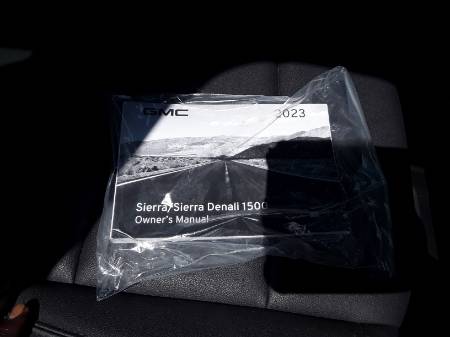 GMC 2023
Sierra/Sierra Denali 1500
Owner's Manual